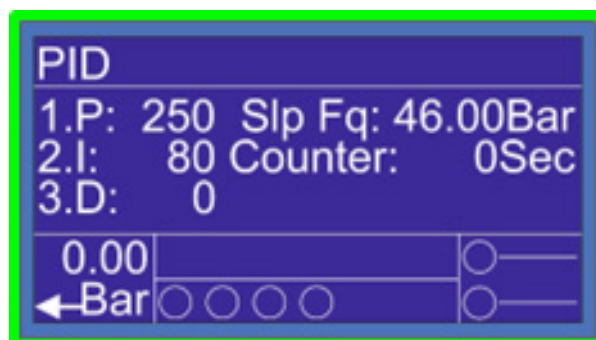 PID
1.P: 250 Slp Fq: 46.00Bar
2.I: 80 Counter: 0Sec
3.D: 0
0.00
Bar